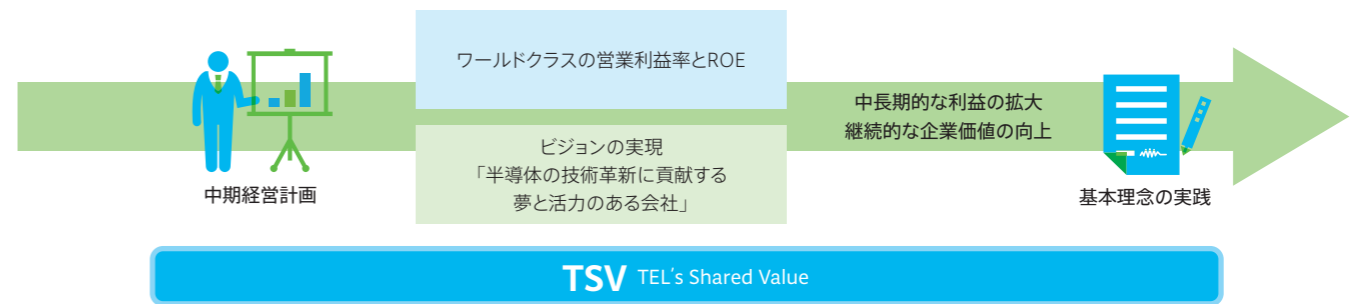 中期経営計画
ワールドクラスの営業利益率とROE
ビジョンの実現
「半導体の技術革新に貢献する
夢と活力のある会社」
中長期的な利益の拡大
継続的な企業価値の向上
基本理念の実践
TSV TEL's Shared Value